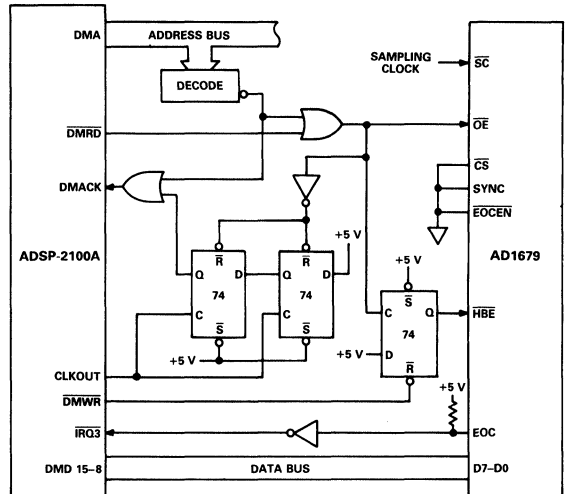 DMA
ADDRESS BUS
DECODE
SAMPLING
CLOCK
SC
DMRD
OE
DMACK
CS
SYNC
EOCEN
ADSP-2100A
AD1679
R
R
+5 V
Q
D
Q
D
+5 V
74
74
S
C
Q
HBE
C
C
74
S
S
+5 V
D
+5 V
R
CLKOUT
DMWR
+5 V
IRQ3
EOC
DMD 15–8
DATA BUS
D7–D0